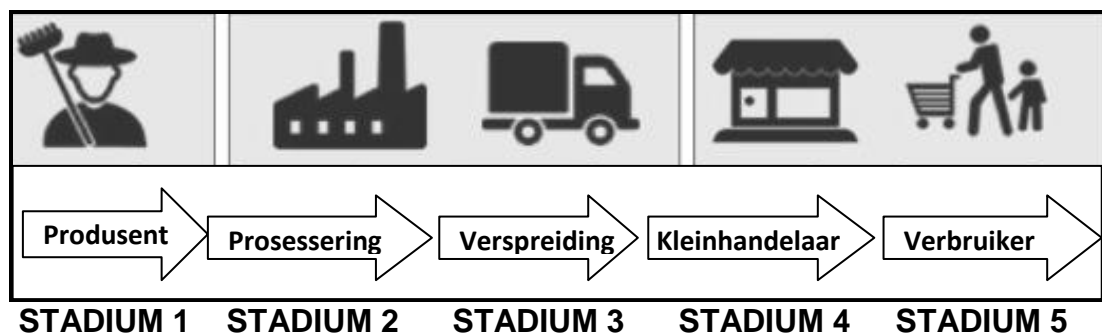 Produsent Prosessering Verspreiding Kleinhandelaar Verbruiker
STADIUM 1 STADIUM 2 STADIUM 3 STADIUM 4 STADIUM 5